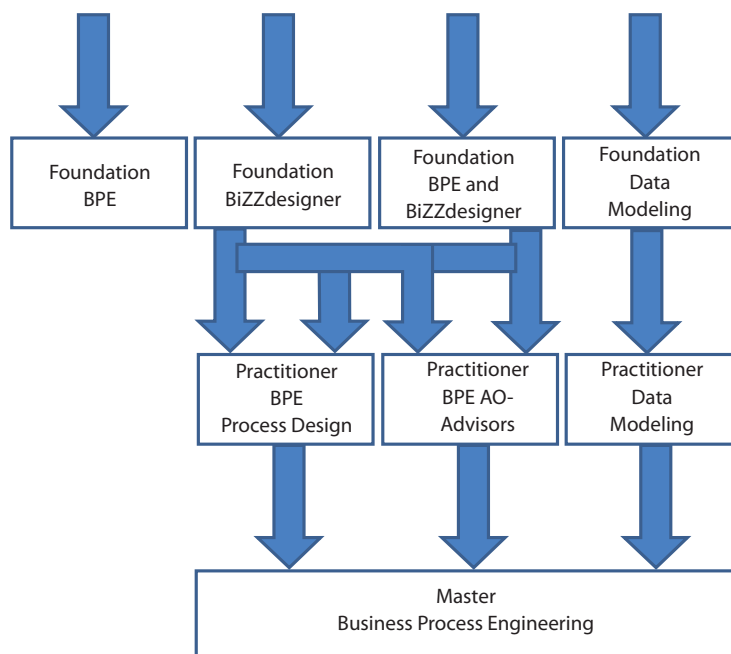 Foundation
BPE
Foundation
BiZZdesigner
Foundation
BPE and
BiZZdesigner
Foundation
Data
Modeling
Practitioner
BPE
Process Design
Practitioner
BPE AO-
Advisors
Practitioner
Data
Modeling
Master
Business Process Engineering